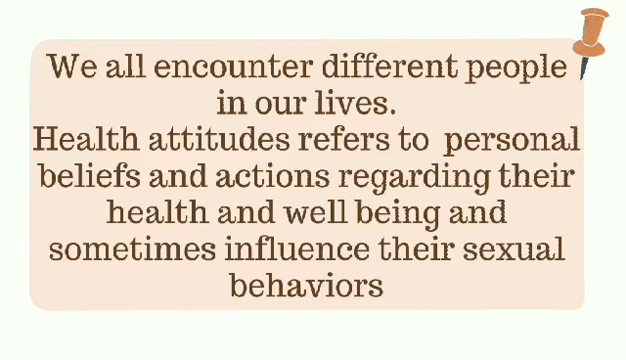 We all encounter different people
in our lives.
Health attitudes refers to personal
beliefs and actions regarding their
health and well being and
sometimes influence their sexual
behaviors